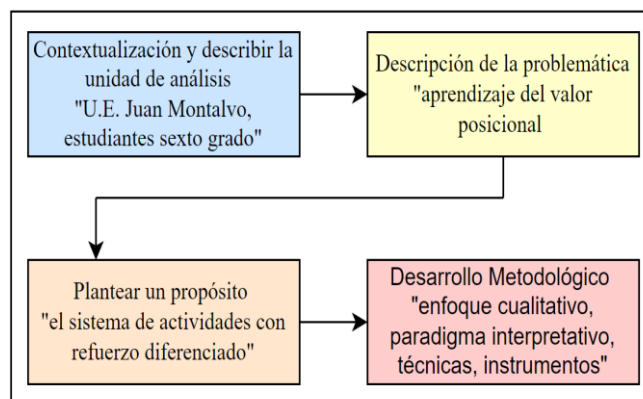 Contextualización y describir la
unidad de análisis
"U.E. Juan Montalvo,
estudiantes sexto grado"
Descripción de la problemática
"aprendizaje del valor
posicional
Plantear un propósito
"el sistema de actividades con
refuerzo diferenciado"
Desarrollo Metodológico
"enfoque cualitativo,
paradigma interpretativo,
técnicas, instrumentos"